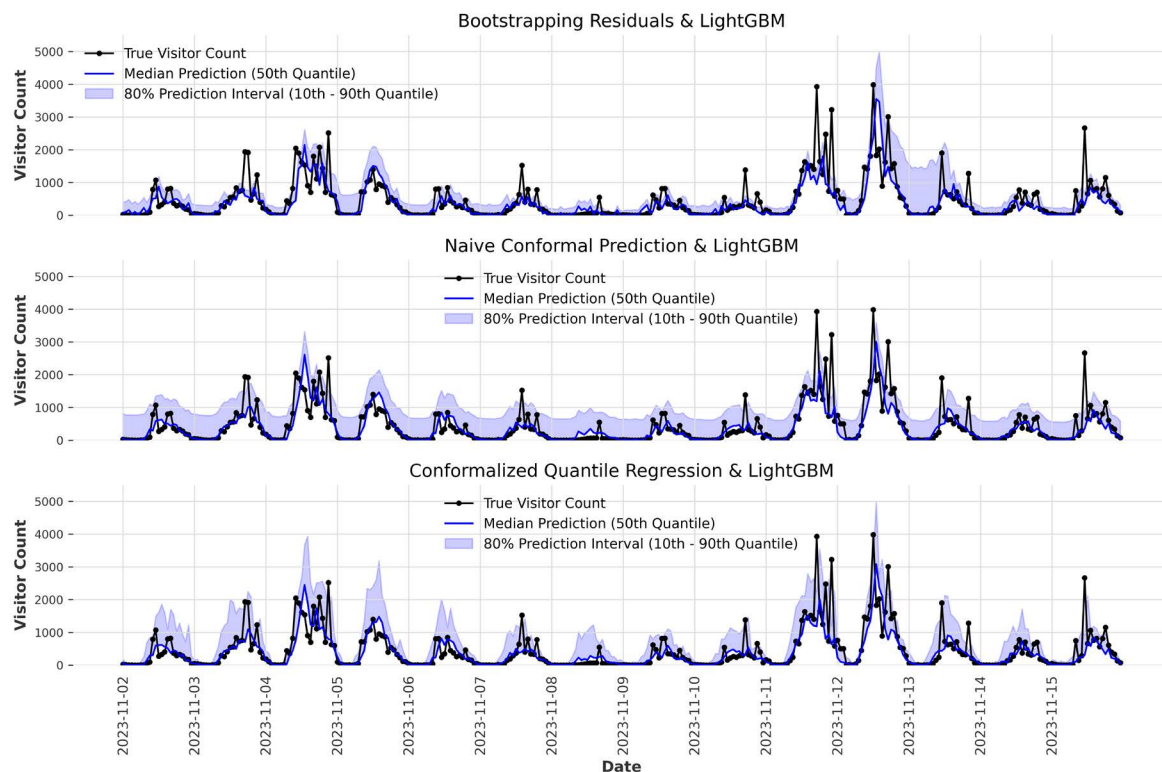 Bootstrapping Residuals & LightGBM
Visitor Count
5000
4000
3000
2000
1000
0
True Visitor Count
Median Prediction (50th Quantile)
80% Prediction Interval (10th - 90th Quantile)
Naive Conformal Prediction & LightGBM
Visitor Count
5000
4000
3000
2000
1000
0
True Visitor Count
Median Prediction (50th Quantile)
80% Prediction Interval (10th - 90th Quantile)
Conformalized Quantile Regression & LightGBM
Visitor Count
5000
4000
3000
2000
1000
0
True Visitor Count
Median Prediction (50th Quantile)
80% Prediction Interval (10th - 90th Quantile)
2023-11-02
2023-11-03
2023-11-04
2023-11-05
2023-11-06
2023-11-07
2023-11-08
2023-11-09
2023-11-10
2023-11-11
2023-11-12
2023-11-13
2023-11-14
2023-11-15
Date